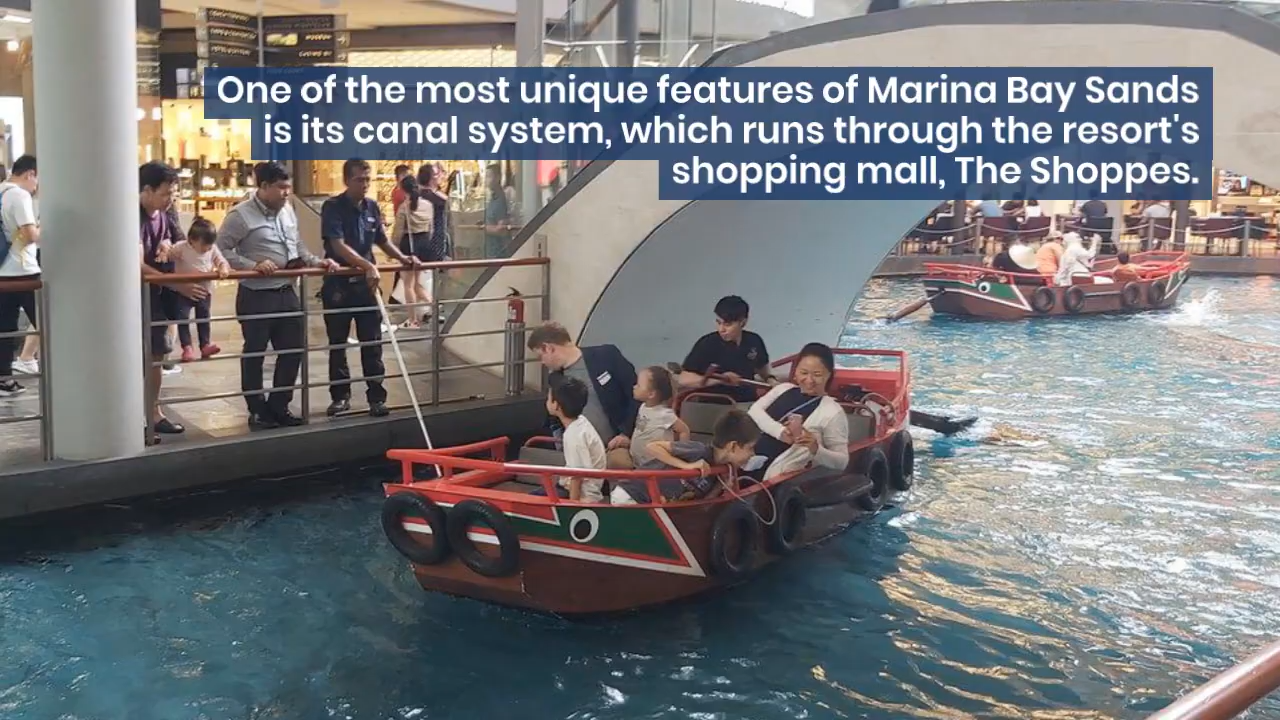 One of the most unique features of Marina Bay Sands
is its canal system, which runs through the resort's
shopping mall, The Shoppes.